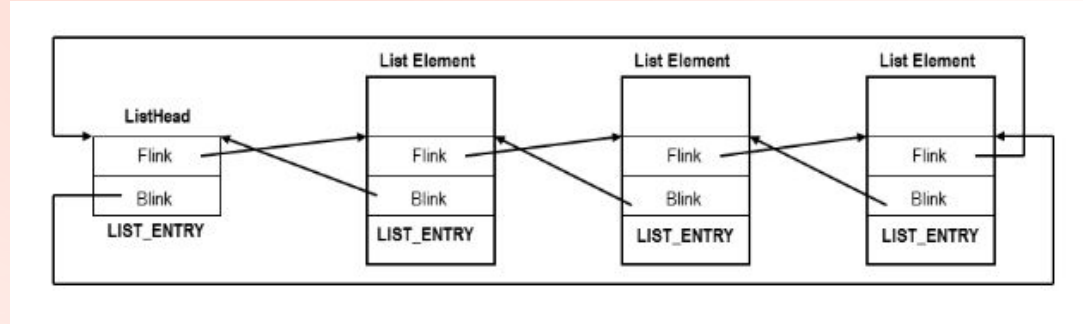 List Element
List Element
List Element
ListHead
Flink
Flink
Flink
Flink
Blink
Blink
Blink
Blink
LIST_ENTRY
LIST_ENTRY
LIST_ENTRY
LIST_ENTRY